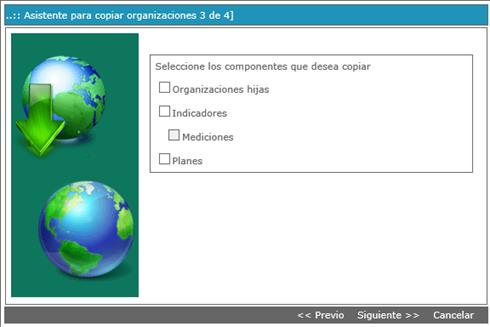 ..:: Asistente para copiar organizaciones 3 de 4]
Seleccione los componentes que desea copiar
Organizaciones hijas
Indicadores
Mediciones
Planes
<< Previo Siguiente >> Cancelar